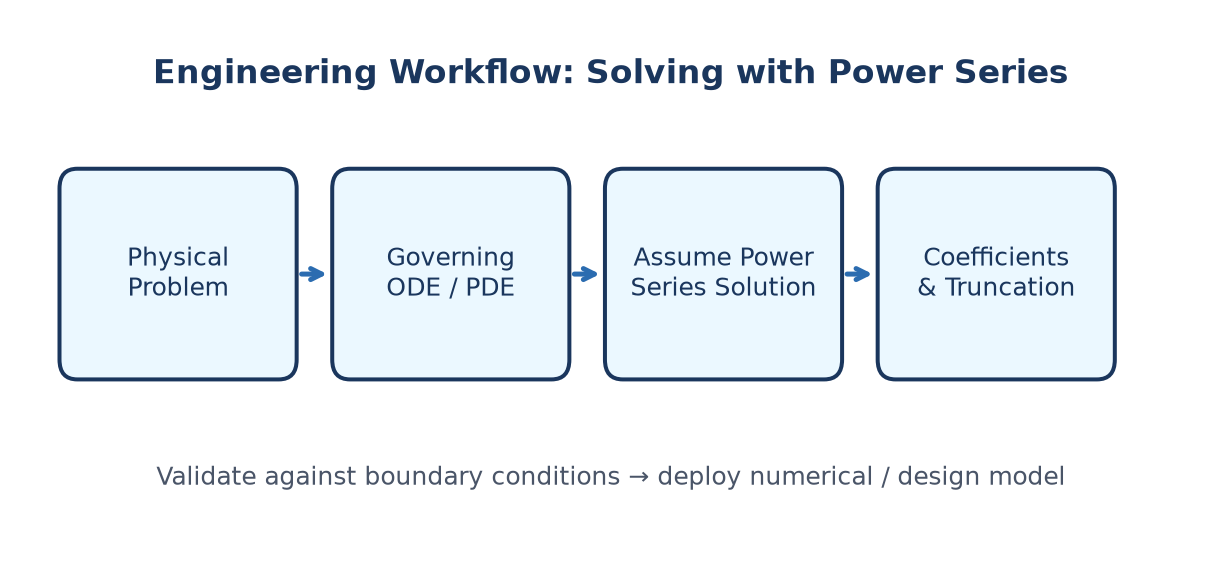 Engineering Workflow: Solving with Power Series
Physical
Problem
Governing
ODE / PDE
Assume Power
Series Solution
Coefficients
& Truncation
Validate against boundary conditions → deploy numerical / design model